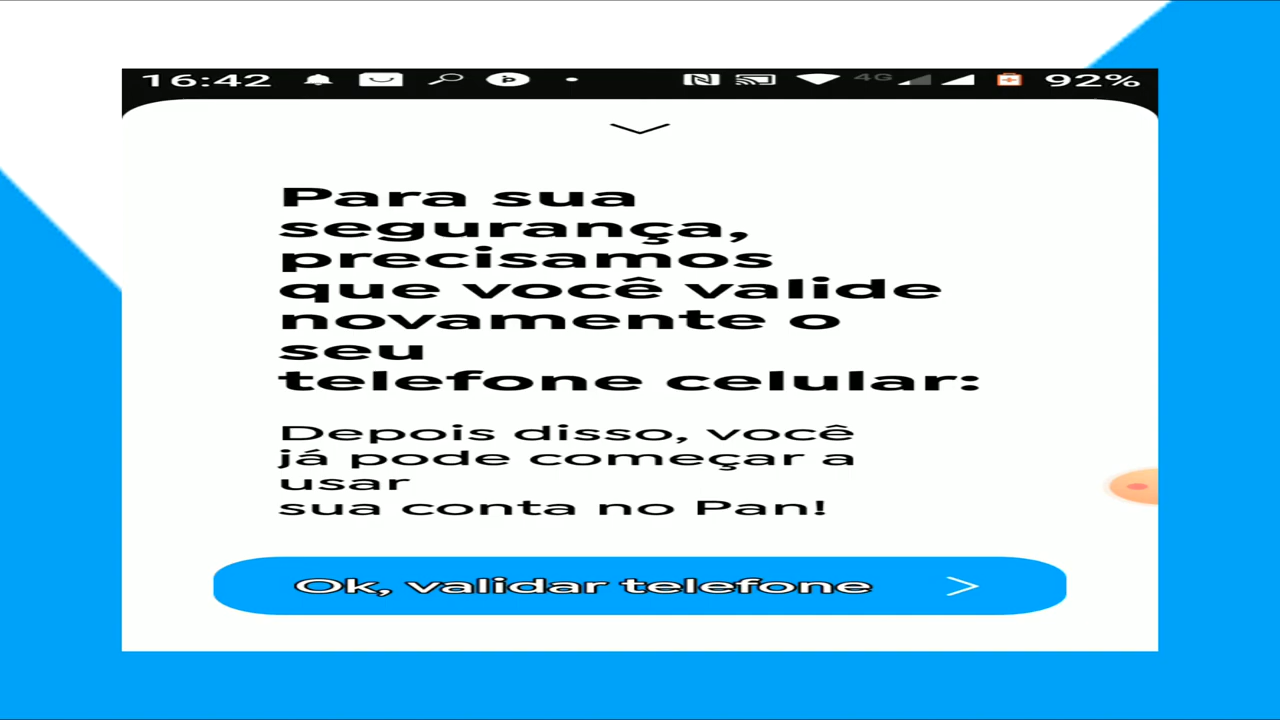 16:42 4G 92%
Para sua
segurança,
precisamos
que você valide
novamente o
seu
telefone celular:
Depois disso, você
já pode começar a
usar
sua conta no Pan!
Ok, validar telefone